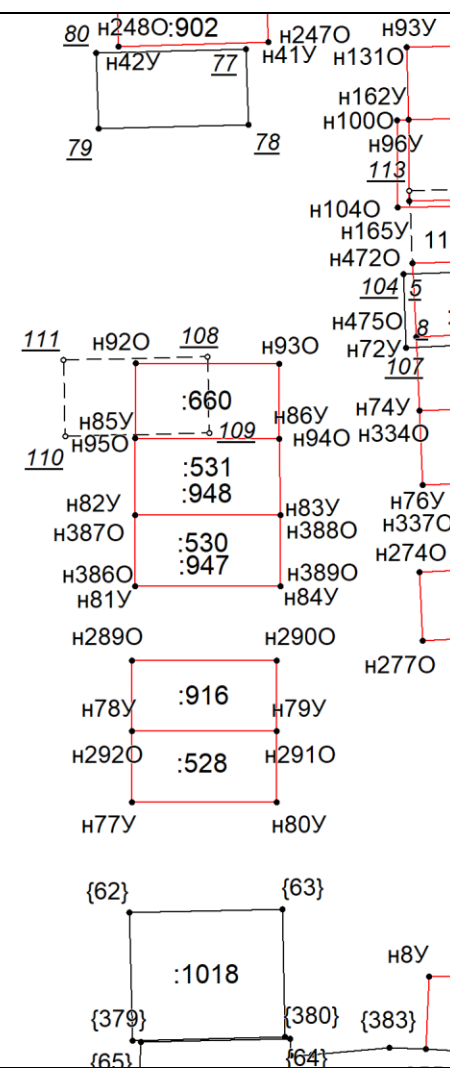 н248О :902
н247О
80 н42У 77 н41У
79 78
н93У
н131О
н162У
н100О
н96У
113
н104О
н165У
11
н472О
104 5
н475О 8
н72У
107
111 н92О 108 н93О
:660
н85У н86У
110 н95О 109 н94О
:531
:948
н82У н83У
н387О н388О
:530
:947
н386О н389О
н81У н84У
н74У
н334О
н76У
н337О
н274О
н277О
н289О н290О
:916
н78У н79У
н292О н291О
:528
н77У н80У
{62} {63}
:1018
н8У
{379} {380} {383}
{65} {64}